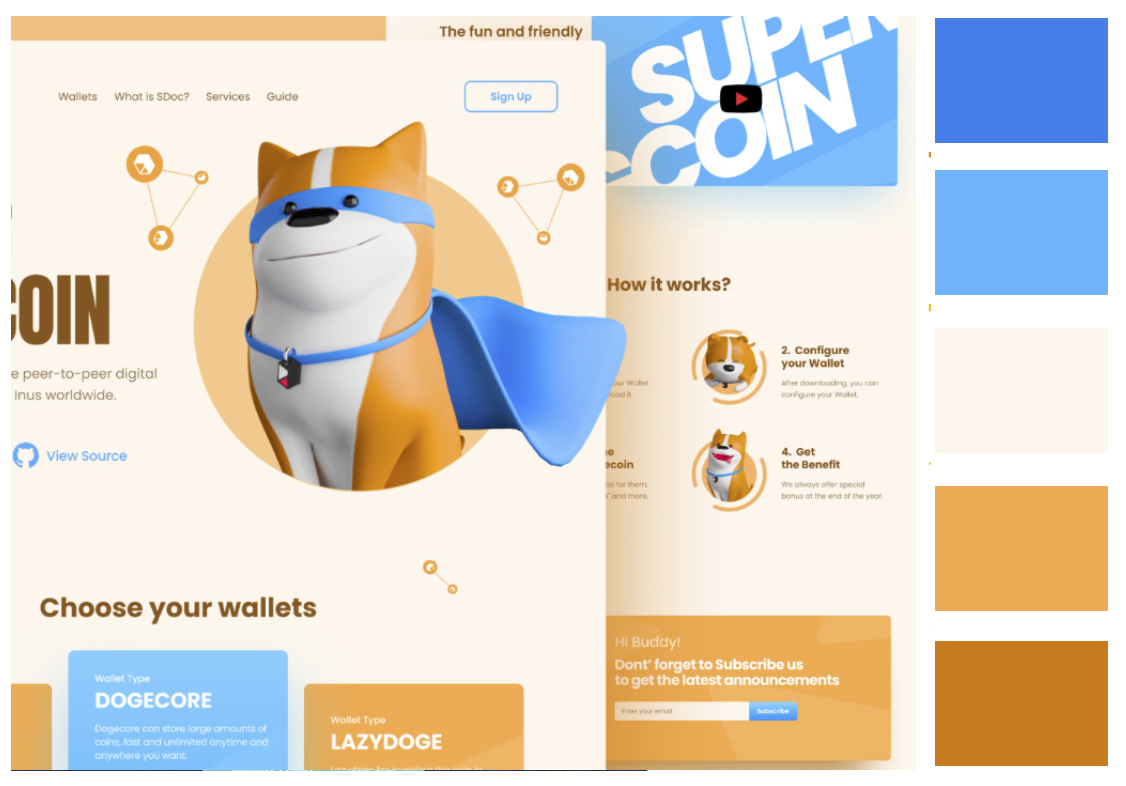 The fun and friendly
SUPER
COIN
COIN
Wallets What is SDoc? Services Guide
Sign Up
COIN
e peer-to-peer digital
Inus worldwide.
View Source
How it works?
our Wallet
load it.
2. Configure
your Wallet
After downloading, you can
configure your Wallet.
ne
ecoin
de for them,
" and more.
4. Get
the Benefit
We always offer special
bonus at the end of the year.
Choose your wallets
Wallet Type
DOGECORE
Dogecore can store large amounts of
coins, fast and unlimited anytime and
anywhere you want.
Wallet Type
LAZYDOGE
Hi Buddy!
Dont' forget to Subscribe us
to get the latest announcements
Enter your email
Subscribe